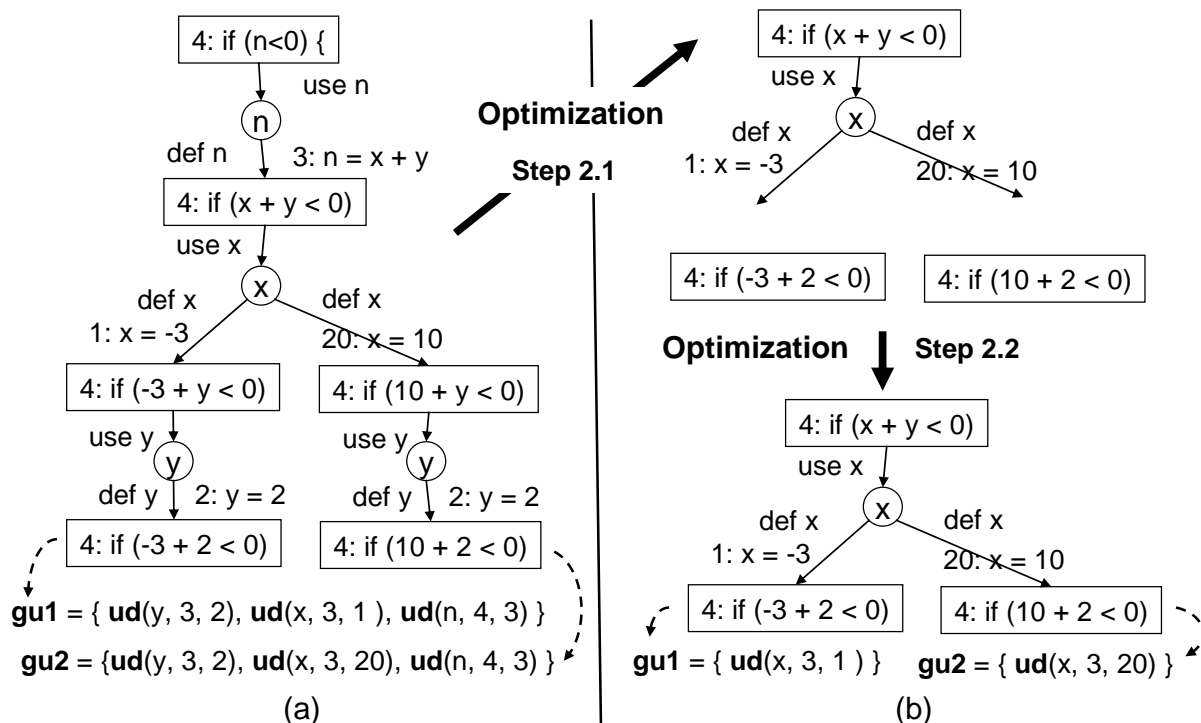 4: if (n<0) {
use n
n
def n
3: n = x + y
4: if (x + y < 0)
use x
x
def x
def x
1: x = -3
20: x = 10
4: if (-3 + y < 0)
4: if (10 + y < 0)
use y
use y
y
y
def y
2: y = 2
def y
2: y = 2
4: if (-3 + 2 < 0)
4: if (10 + 2 < 0)
gu1 = { ud(y, 3, 2), ud(x, 3, 1 ), ud(n, 4, 3) }
gu2 = {ud(y, 3, 2), ud(x, 3, 20), ud(n, 4, 3) }
(a)
Optimization
Step 2.1
4: if (x + y < 0)
use x
x
def x
def x
1: x = -3
20: x = 10
4: if (-3 + 2 < 0)
4: if (10 + 2 < 0)
Optimization
Step 2.2
4: if (x + y < 0)
use x
x
def x
def x
1: x = -3
20: x = 10
4: if (-3 + 2 < 0)
4: if (10 + 2 < 0)
gu1 = { ud(x, 3, 1 ) }
gu2 = { ud(x, 3, 20) }
(b)